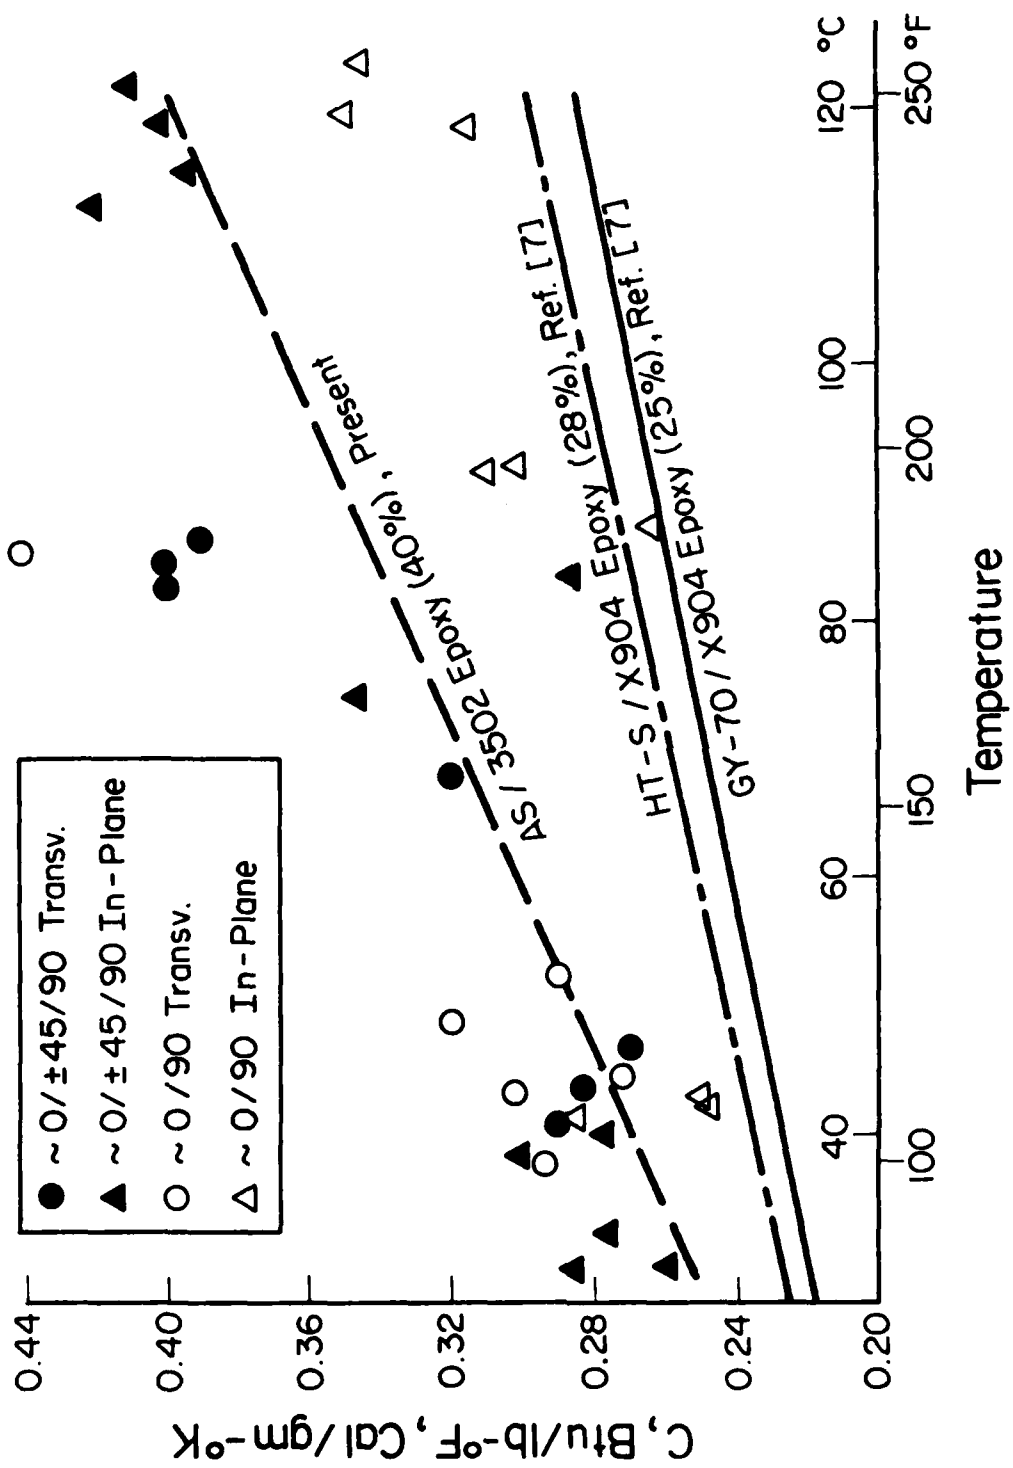 ● ~ 0/±45/90 Transv.
▲ ~ 0/±45/90 In-Plane
○ ~ 0/90 Transv.
△ ~ 0/90 In-Plane
C, Btu/lb-°F, Cal/gm-°K
0.44
0.40
0.36
0.32
0.28
0.24
0.20
AS/3502 Epoxy (40%), Present
HT-S/X904 Epoxy (28%), Ref. [7]
GY-70/X904 Epoxy (25%), Ref. [7]
40 60 80 100 120 °C
100 150 200 250 °F
Temperature